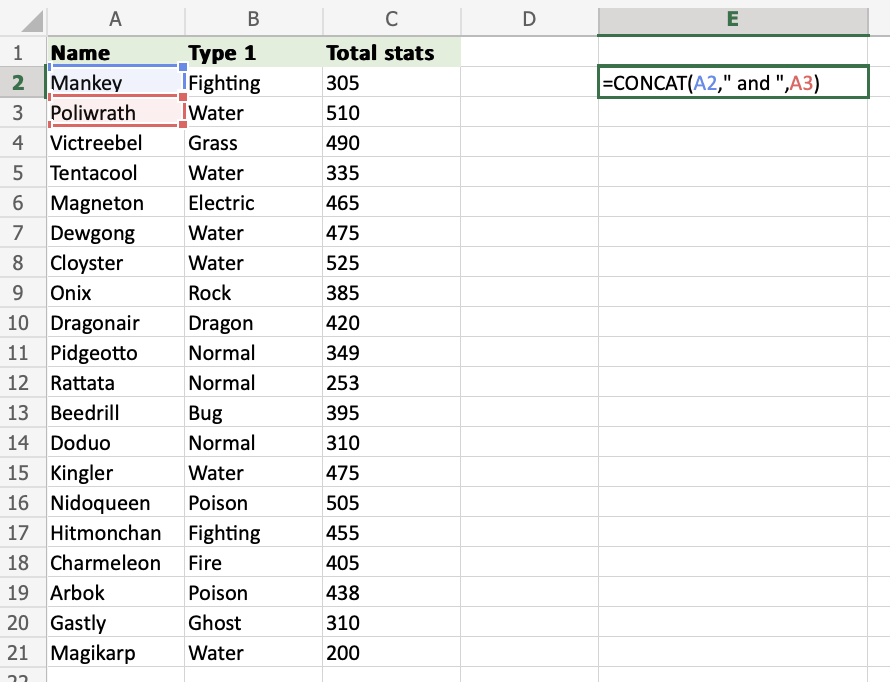 A B C D E
1 Name Type 1 Total stats
2 Mankey Fighting 305 =CONCAT(A2," and ",A3)
3 Poliwrath Water 510
4 Victreebel Grass 490
5 Tentacool Water 335
6 Magneton Electric 465
7 Dewgong Water 475
8 Cloyster Water 525
9 Onix Rock 385
10 Dragonair Dragon 420
11 Pidgeotto Normal 349
12 Rattata Normal 253
13 Beedrill Bug 395
14 Doduo Normal 310
15 Kingler Water 475
16 Nidoqueen Poison 505
17 Hitmonchan Fighting 455
18 Charmeleon Fire 405
19 Arbok Poison 438
20 Gastly Ghost 310
21 Magikarp Water 200
22